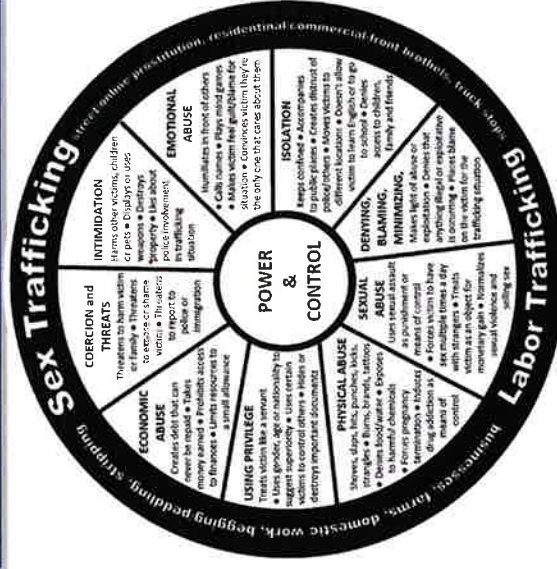 Sex Trafficking
street/online prostitution, residential/commercial-front brothels, truck stops
Labor Trafficking
businesses, farms, domestic work, begging/peddling, stripping
POWER
&
CONTROL
COERCION and
THREATS
Threatens to harm victim
or family • Threatens
to expose or shame
victim • Threatens
to report to
police or
immigration
INTIMIDATION
Harms other victims, children
or pets • Displays or uses
weapons • Destroys
property • Lies about
police involvement
in trafficking
situation
EMOTIONAL
ABUSE
Humiliates in front of others
• Calls names • Plays mind games
• Makes victim feel guilt/blame for
situation • Convinces victim they're
the only one that cares about them
ISOLATION
Keeps confined • Accompanies
to public places • Creates distrust of
police/others • Moves victims to
different locations • Doesn't allow
victim to learn English or to go
to school • Denies
access to children,
family and friends
DENYING,
BLAMING,
MINIMIZING,
Makes light of abuse or
exploitation • Denies that
anything illegal or exploitative
is occurring • Places blame
on the victim for the
trafficking situation
SEXUAL
ABUSE
Uses sexual assault
as punishment or
means of control
• Forces victim to have
sex multiple times a day
with strangers • Treats
victim as an object for
monetary gain • Normalizes
sexual violence and
selling sex
PHYSICAL ABUSE
Shoves, slaps, hits, punches, kicks,
strangles • Burns, brands, tattoos
• Denies food/water • Exposes
to harmful chemicals
• Forces pregnancy
termination • Induces
drug addiction as
means of
control
USING PRIVILEGE
Treats victim like a servant
• Uses gender, age or nationality to
suggest superiority • Uses certain
victims to control others • Hides or
destroys important documents
ECONOMIC
ABUSE
Creates debt that can
never be repaid • Takes
money earned • Prohibits access
to finances • Limits resources to
a small allowance